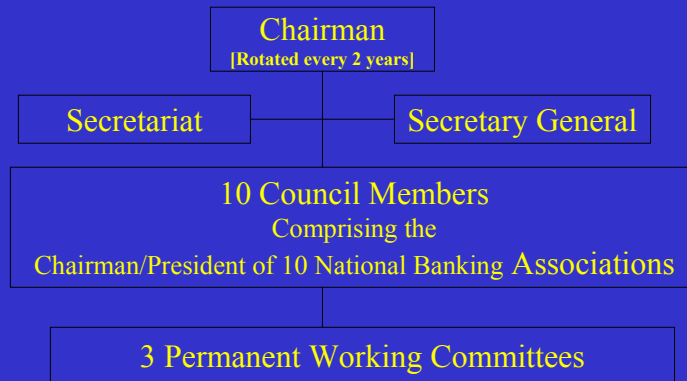 Chairman
[Rotated every 2 years]
Secretariat
Secretary General
10 Council Members
Comprising the
Chairman/President of 10 National Banking Associations
3 Permanent Working Committees